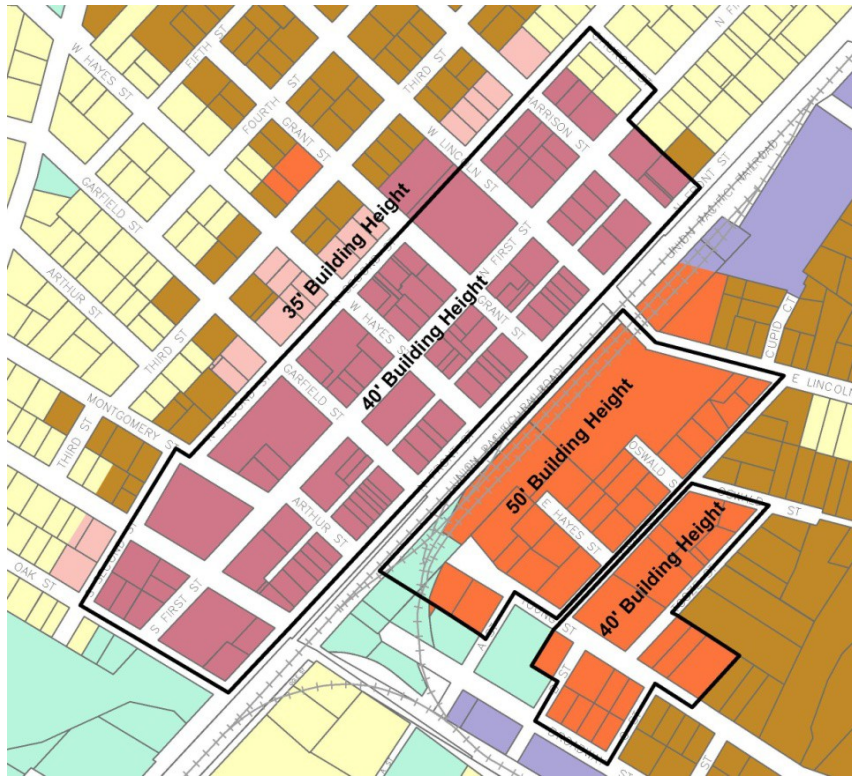 W HAYES ST
FIFTH ST
THIRD ST
N FI
FOURTH ST
GRANT ST
W LINCOLN ST
HARRISON ST
GARFIELD ST
UNION PACIFIC RAILROAD
35' Building Height
ARTHUR ST
N FIRST ST
CUPID CT
W HAYES S
GRANT ST
40' Building Height
THIRD ST
GARFIELD ST
E LINCOLN
MONTGOMERY ST
SECOND ST
UNION PACIFIC RAILROAD
50' Building Height
OSWALD S
THIRD ST
ARTHUR ST
E HAYES ST
40' Building Height
OAK ST
S FIRST ST